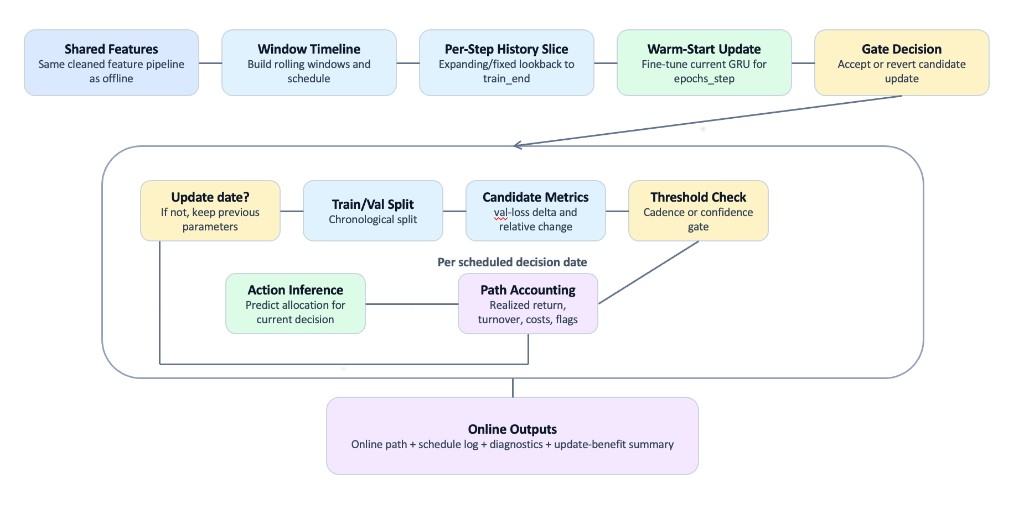 Shared Features
Same cleaned feature pipeline
as offline
Window Timeline
Build rolling windows and
schedule
Per-Step History Slice
Expanding/fixed lookback to
train_end
Warm-Start Update
Fine-tune current GRU for
epochs_step
Gate Decision
Accept or revert candidate
update
Update date?
If not, keep previous
parameters
Train/Val Split
Chronological split
Candidate Metrics
val-loss delta and
relative change
Threshold Check
Cadence or confidence
gate
Per scheduled decision date
Action Inference
Predict allocation for
current decision
Path Accounting
Realized return,
turnover, costs, flags
Online Outputs
Online path + schedule log + diagnostics + update-benefit summary